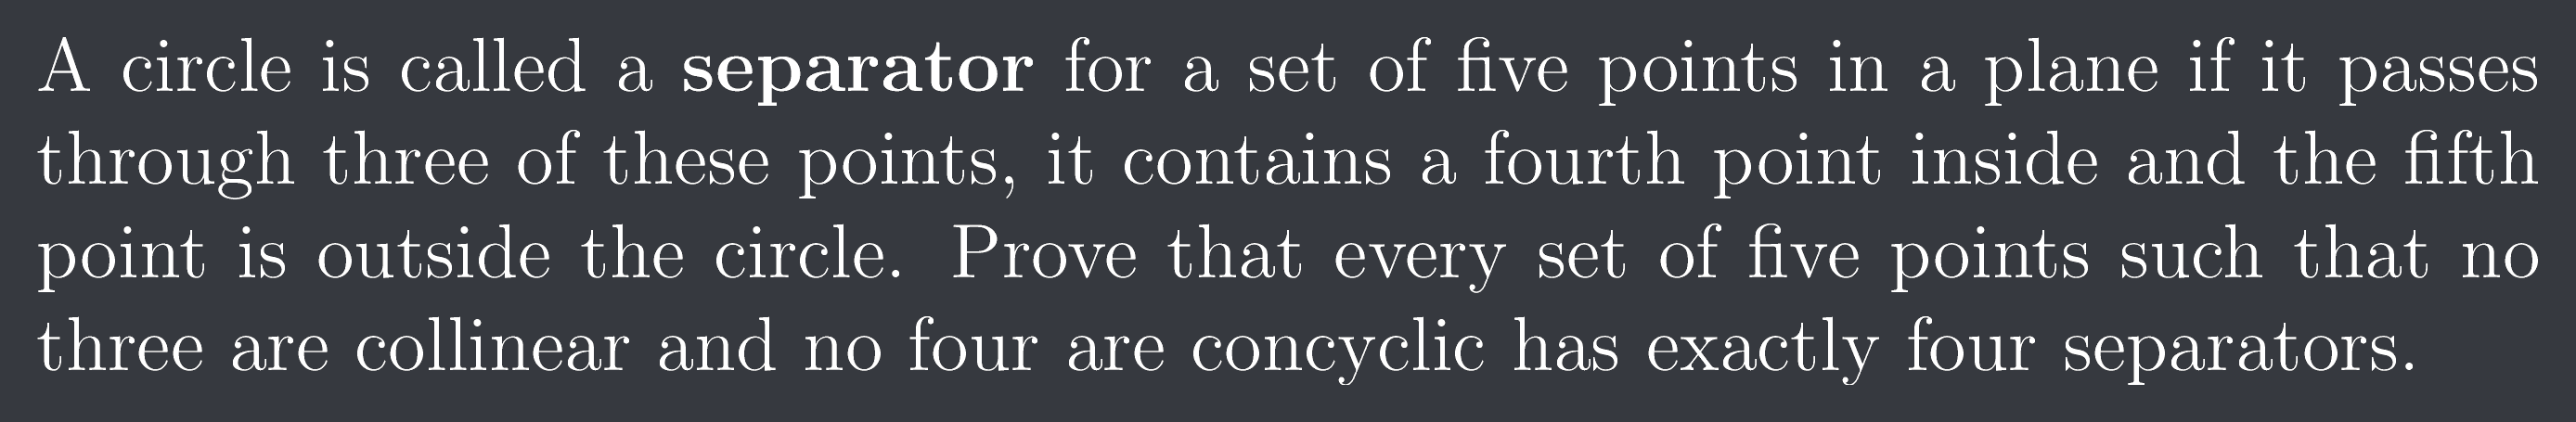 A circle is called a separator for a set of five points in a plane if it passes
through three of these points, it contains a fourth point inside and the fifth
point is outside the circle. Prove that every set of five points such that no
three are collinear and no four are concyclic has exactly four separators.